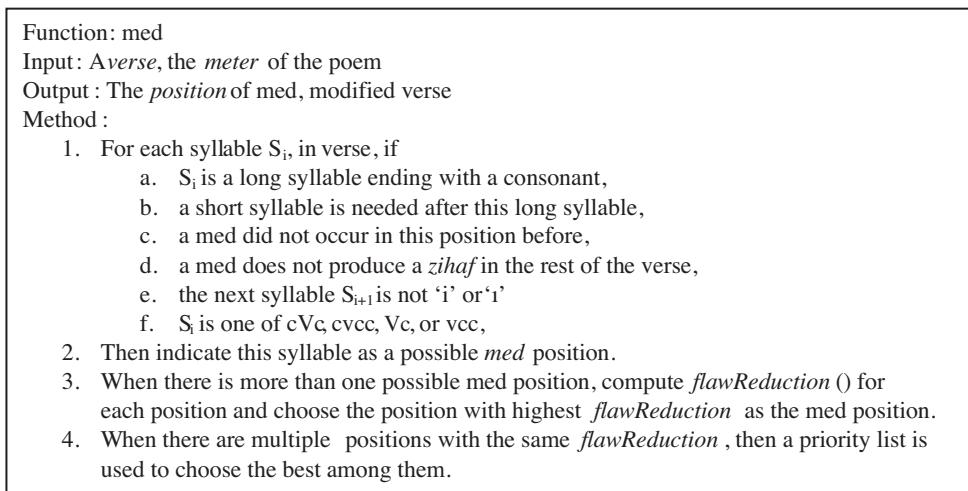 Function: med
Input: A verse, the meter of the poem
Output : The position of med, modified verse
Method :
1. For each syllable Si, in verse, if
a. Si is a long syllable ending with a consonant,
b. a short syllable is needed after this long syllable,
c. a med did not occur in this position before,
d. a med does not produce a zihaf in the rest of the verse,
e. the next syllable Si+1 is not ‘i’ or ‘ı’
f. Si is one of cVc, cvcc, Vc, or vcc,
2. Then indicate this syllable as a possible med position.
3. When there is more than one possible med position, compute flawReduction () for
each position and choose the position with highest flawReduction as the med position.
4. When there are multiple positions with the same flawReduction , then a priority list is
used to choose the best among them.